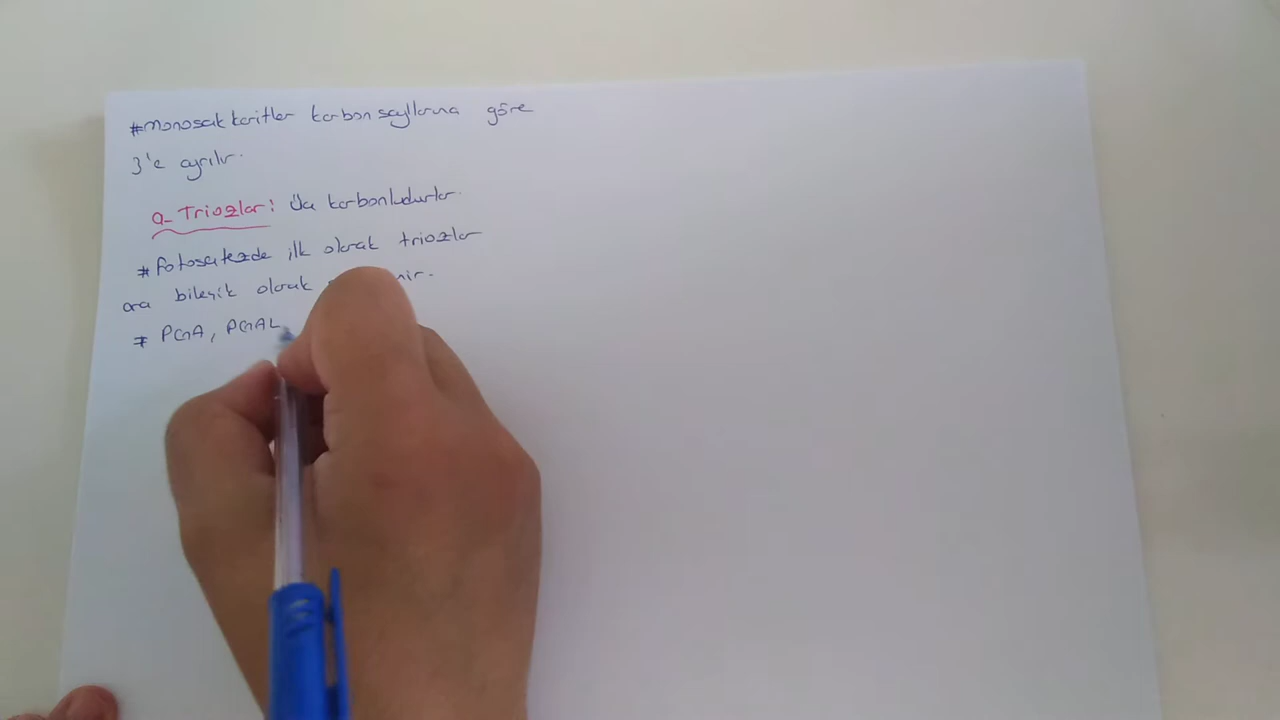 #Monosakkaritler karbon sayılarına göre
3'e ayrılır.
a- Triozlar: Üç karbonludurlar.
# fotosentezde ilk olarak triozlar
ara bileşik olarak
# PGA, PGAL